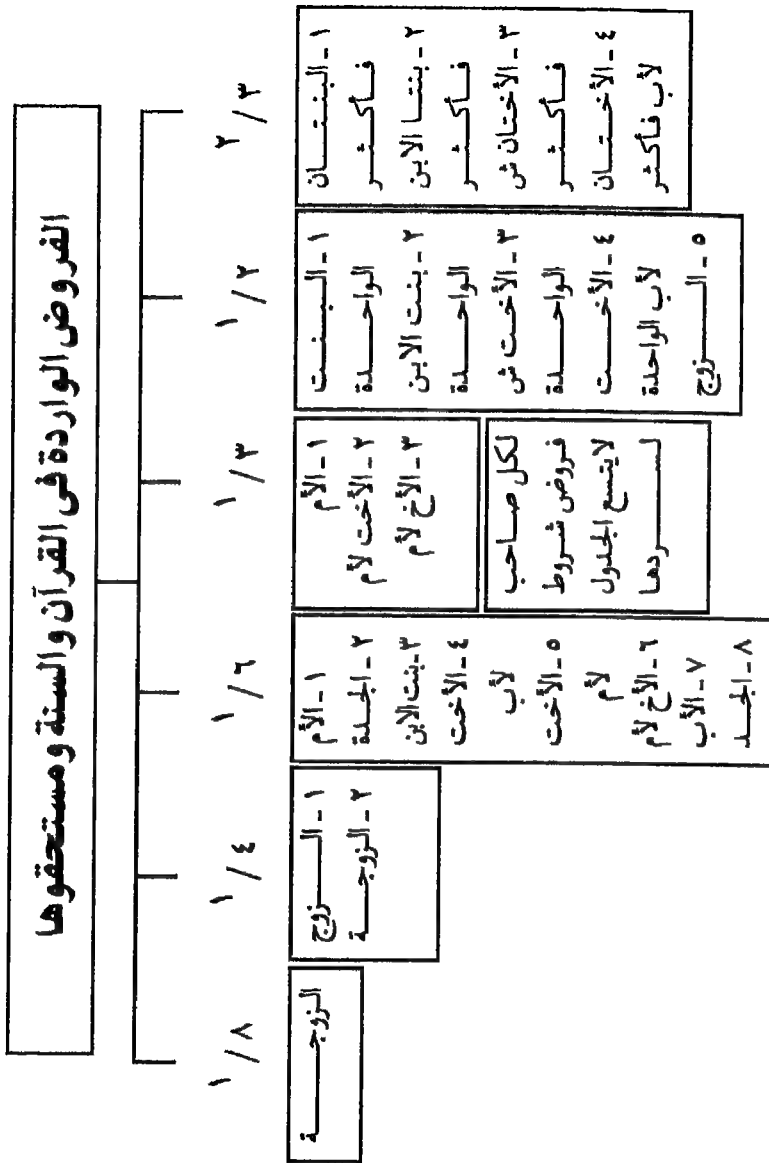 الفروض الواردة فى القرآن والسنة ومستحقوها
٢/٣
١ - البنتان
فأكثر
٢ - بنتا الابن
فأكثر
٣ - الأختان ش
فأكثر
٤ - الأختان
لأب فأكثر
١/٢
١ - البنت
الواحدة
٢ - بنت الابن
الواحدة
٣ - الأخت ش
الواحدة
٤ - الأخت
لأب الواحدة
٥ - الزوج
١/٣
١ - الأم
٢ - الأخت لأم
٣ - الأخ لأم
لكل صاحب
فروض شروط
لايتسع الجدول
لسردها
١/٦
١ - الأم
٢ - الجدة
٣ - بنت الابن
٤ - الأخت
لأب
٥ - الأخت
لأم
٦ - الأخ لأم
٧ - الأب
٨ - الجد
١/٤
١ - الزوج
٢ - الزوجة
١/٨
الزوجة